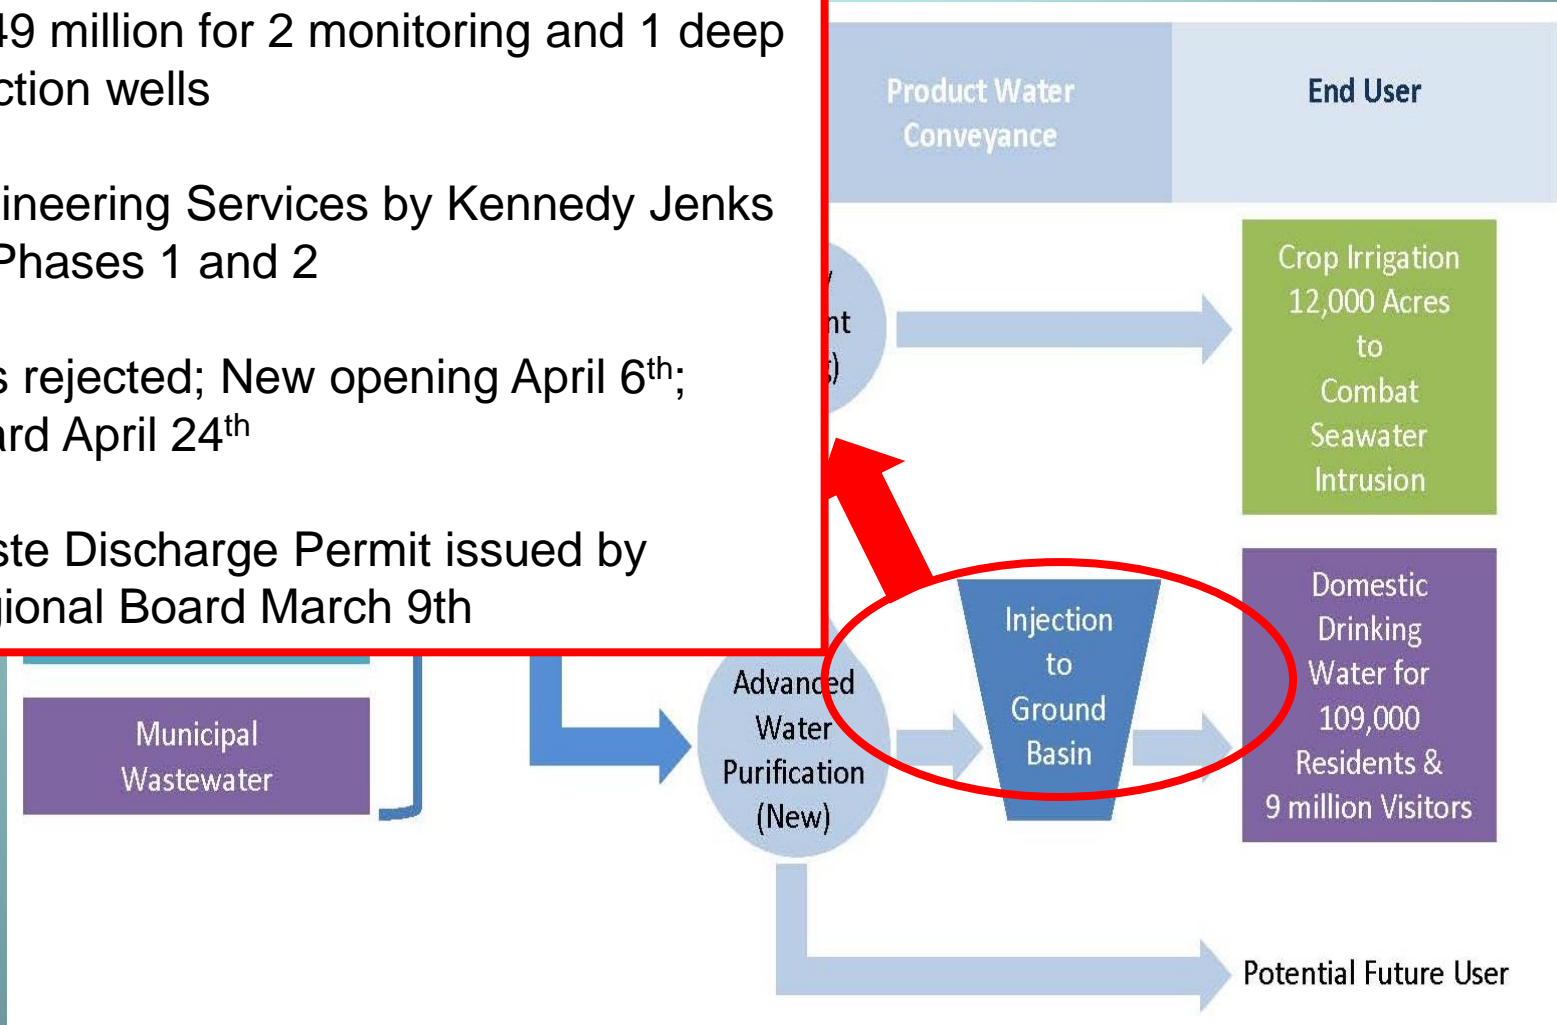 49 million for 2 monitoring and 1 deep
ction wells
ineering Services by Kennedy Jenks
Phases 1 and 2
s rejected; New opening April 6th;
ard April 24th
ste Discharge Permit issued by
gional Board March 9th
Product Water
Conveyance
End User
nt
)
Crop Irrigation
12,000 Acres
to
Combat
Seawater
Intrusion
Municipal
Wastewater
Advanced
Water
Purification
(New)
Injection
to
Ground
Basin
Domestic
Drinking
Water for
109,000
Residents &
9 million Visitors
Potential Future User